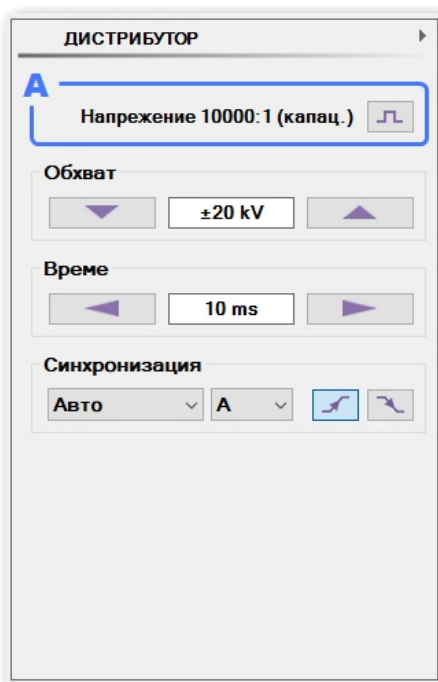 ДИСТРИБУТОР
A
Напрежение 10000:1 (капац.)
Обхват
±20 kV
Време
10 ms
Синхронизация
Авто A